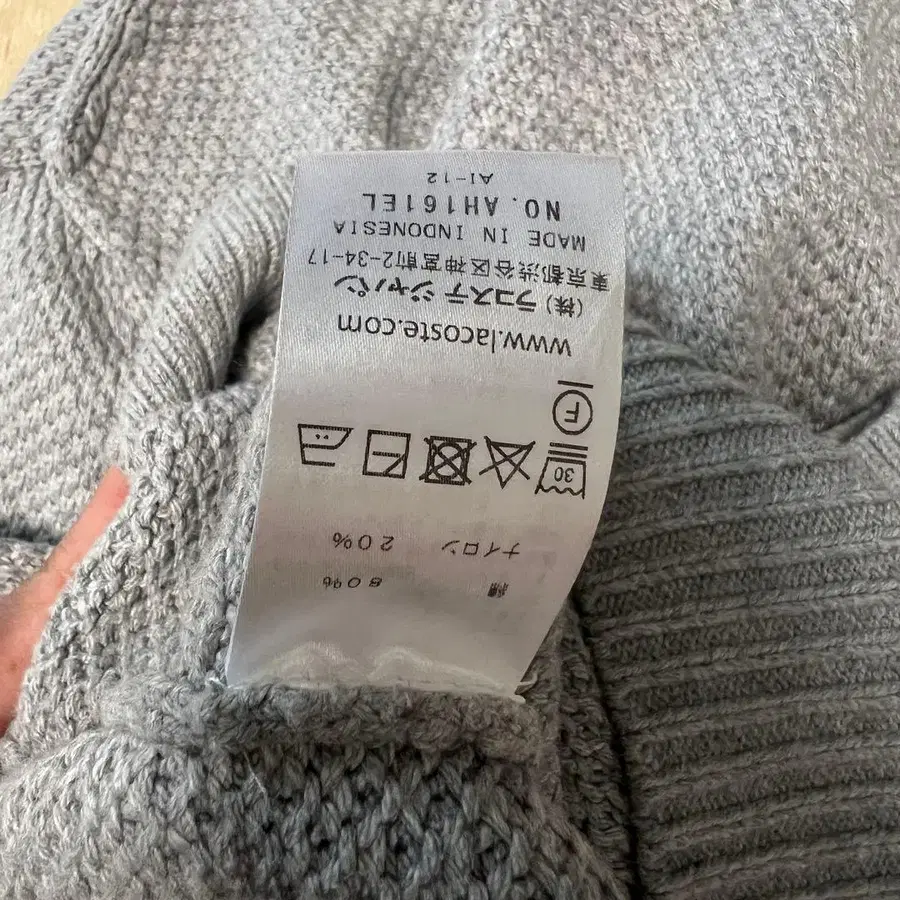 綿 80%
ナイロン 20%
30
F
www.lacoste.com
(株)ラコステ ジャパン
東京都渋谷区神宮前2-34-17
MADE IN INDONESIA
NO. AH161EL
AI-12